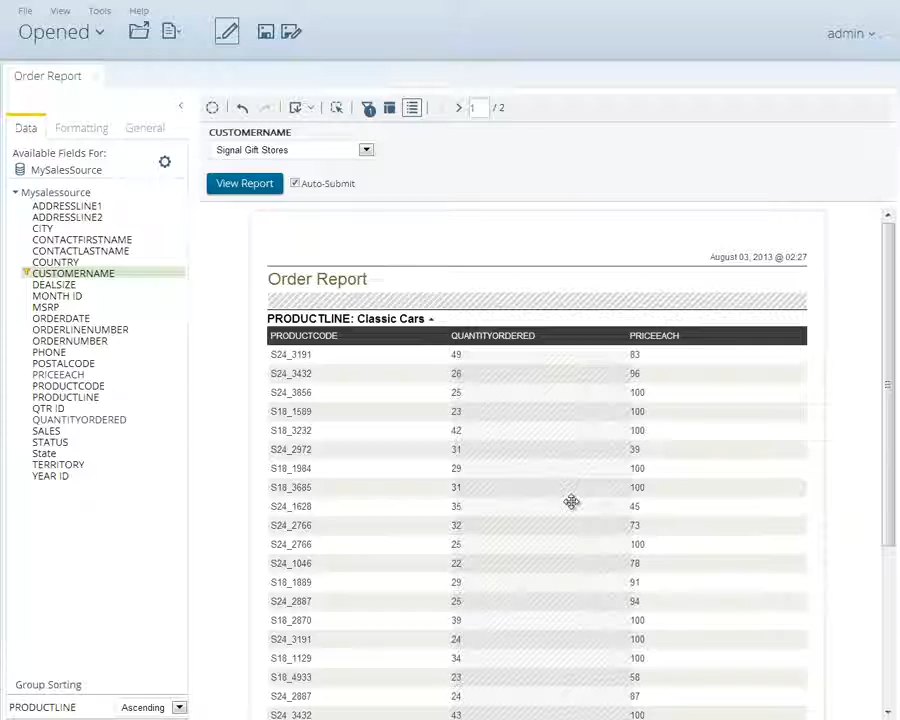 File View Tools Help
Opened
admin
Order Report
Data Formatting General
Available Fields For:
MySalesSource
Mysalessource
ADDRESSLINE1
ADDRESSLINE2
CITY
CONTACTFIRSTNAME
CONTACTLASTNAME
COUNTRY
CUSTOMERNAME
DEALSIZE
MONTH ID
MSRP
ORDERDATE
ORDERLINENUMBER
ORDERNUMBER
PHONE
POSTALCODE
PRICEEACH
PRODUCTCODE
PRODUCTLINE
QTR ID
QUANTITYORDERED
SALES
STATUS
State
TERRITORY
YEAR ID
Group Sorting
PRODUCTLINE Ascending
1 1 / 2
CUSTOMERNAME
Signal Gift Stores
View Report Auto-Submit
August 03, 2013 @ 02:27
Order Report
PRODUCTLINE: Classic Cars
PRODUCTCODE QUANTITYORDERED PRICEEACH
S24_3191 49 83
S24_3432 26 96
S24_3856 25 100
S18_1589 23 100
S18_3232 42 100
S24_2972 31 39
S18_1984 29 100
S18_3685 31 100
S24_1628 35 45
S24_2766 32 73
S24_2766 25 100
S24_1046 22 78
S18_1889 29 91
S24_2887 25 94
S18_2870 39 100
S24_3191 24 100
S18_1129 34 100
S18_4933 23 58
S24_2887 24 87
S24_3432 43 100